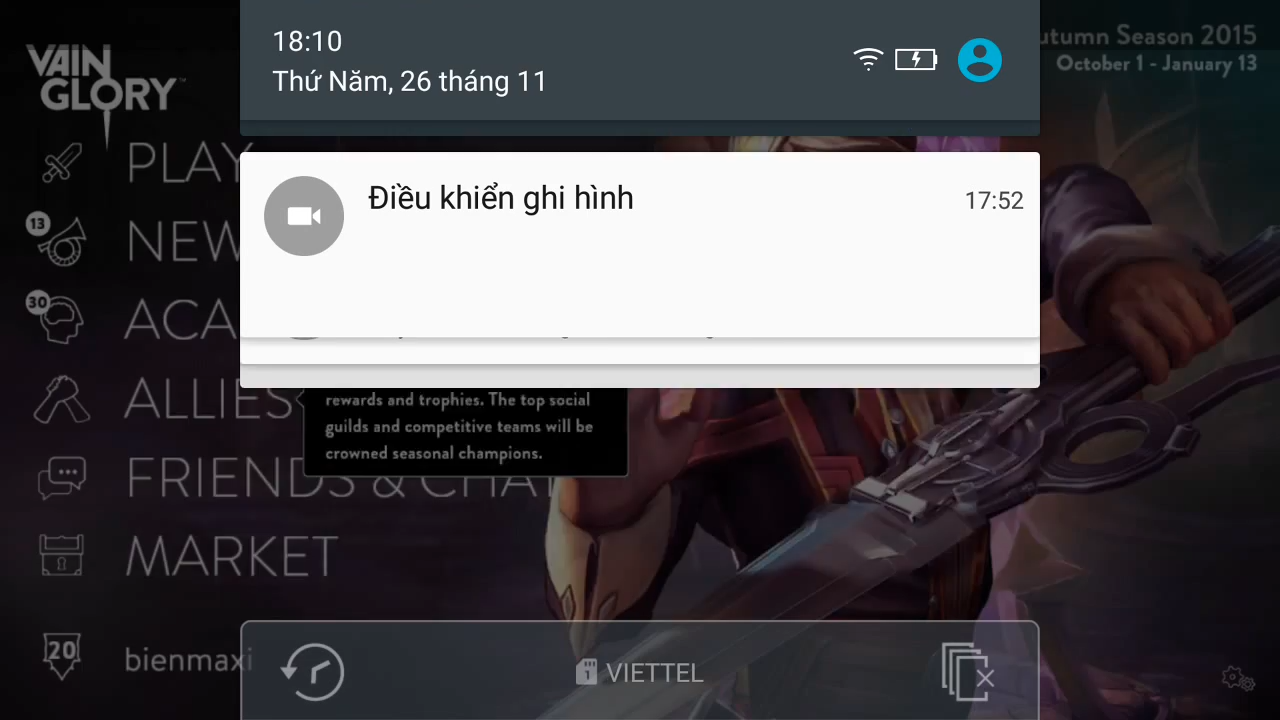 18:10
Thứ Năm, 26 tháng 11
utumn Season 2015
October 1 - January 13
VAIN
GLORY
PLAY
13
NEW
Điều khiển ghi hình
17:52
30
ACA
ALLIES
rewards and trophies. The top social
guilds and competitive teams will be
crowned seasonal champions.
FRIENDS & CHAT
MARKET
20
bienmaxi
1 VIETTEL